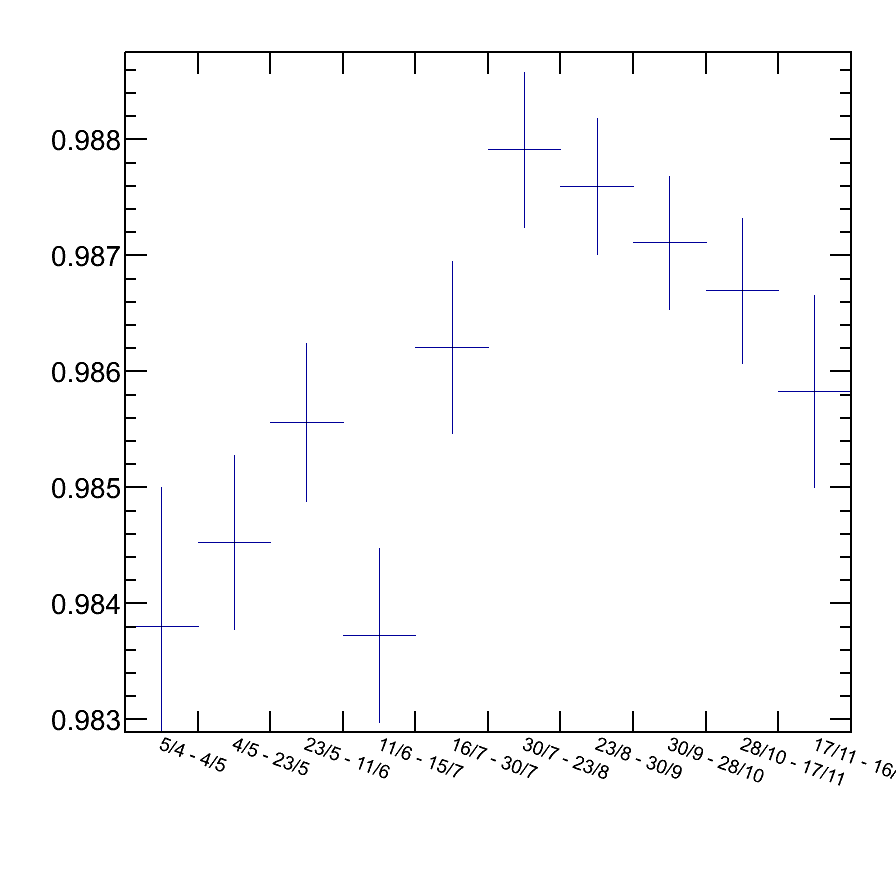 0.988
0.987
0.986
0.985
0.984
0.983
5/4 - 4/5
4/5 - 23/5
23/5 - 11/6
11/6 - 15/7
16/7 - 30/7
30/7 - 23/8
23/8 - 30/9
30/9 - 28/10
28/10 - 17/11
17/11 - 16/